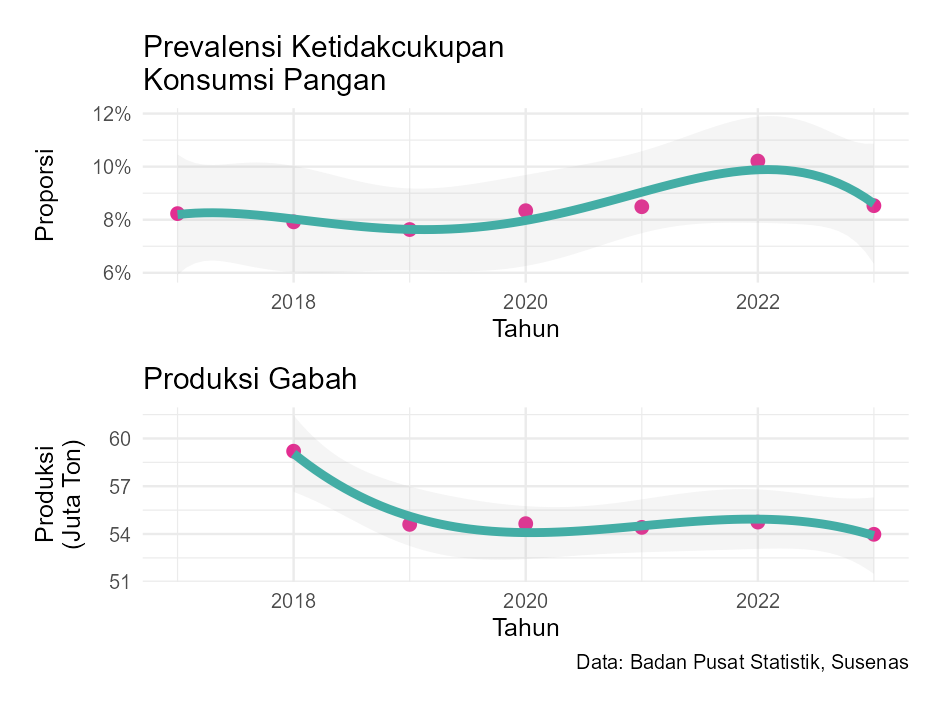 Prevalensi Ketidakcukupan
Konsumsi Pangan
12%
10%
8%
6%
Proporsi
2018
2020
2022
Tahun
Produksi Gabah
60
57
54
51
Produksi
(Juta Ton)
2018
2020
2022
Tahun
Data: Badan Pusat Statistik, Susenas